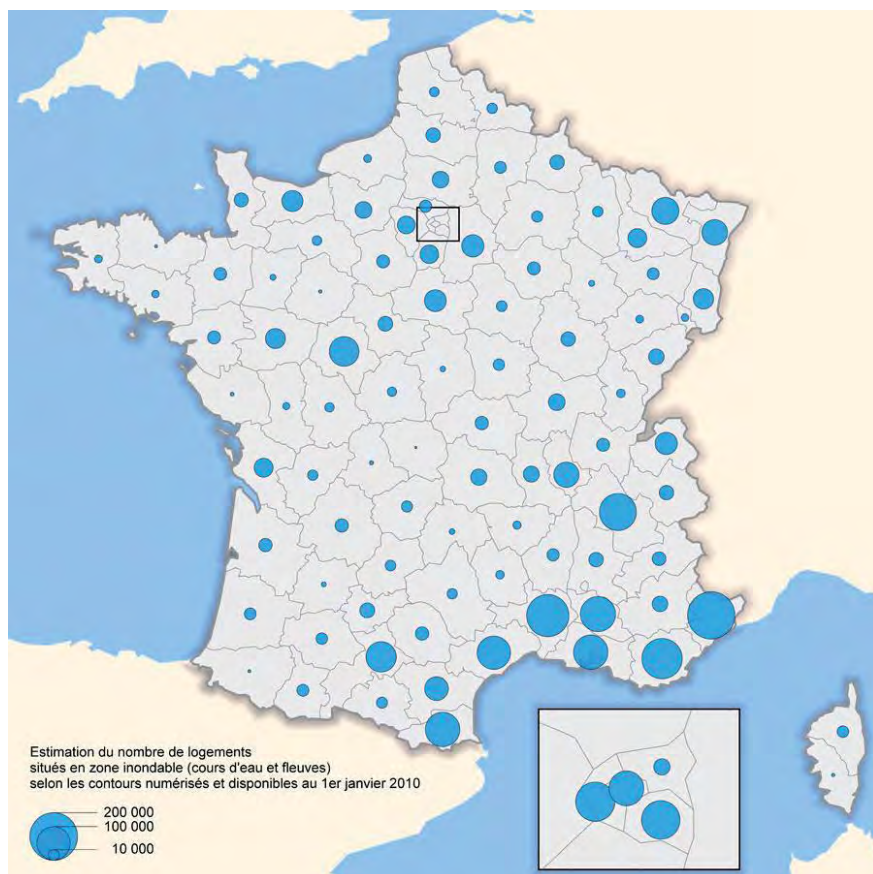 Estimation du nombre de logements
situés en zone inondable (cours d'eau et fleuves)
selon les contours numérisés et disponibles au 1er janvier 2010
200 000
100 000
10 000